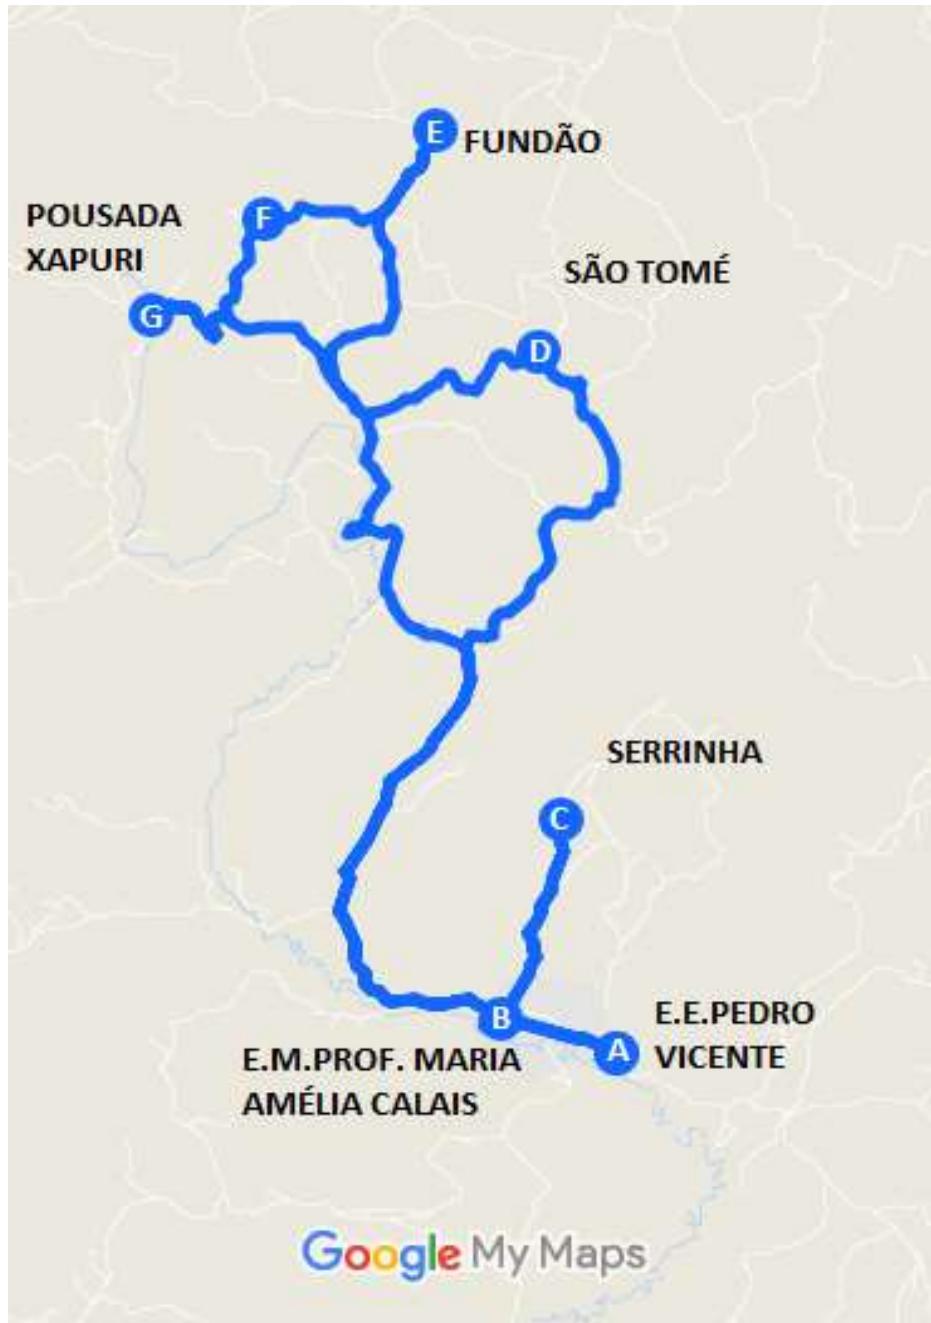 E
FUNDÃO
POUSADA
XAPURI
F
SÃO TOMÉ
G
D
SERRINHA
C
B
E.E.PEDRO
VICENTE
A
E.M.PROF. MARIA
AMÉLIA CALAIS
Google My Maps